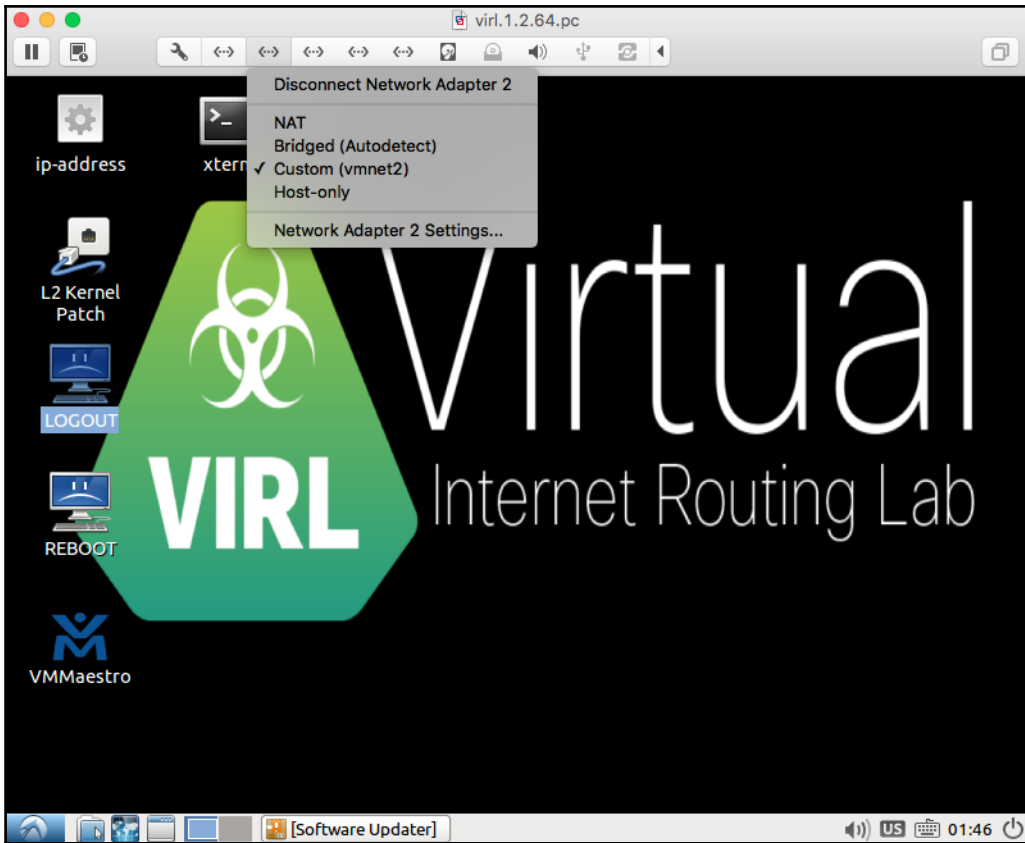 virl.1.2.64.pc
Disconnect Network Adapter 2
NAT
Bridged (Autodetect)
✓ Custom (vmnet2)
Host-only
Network Adapter 2 Settings...
ip-address
xterm
L2 Kernel
Patch
LOGOUT
REBOOT
VMMaestro
VIRL
Virtual
Internet Routing Lab
[Software Updater]
US
01:46